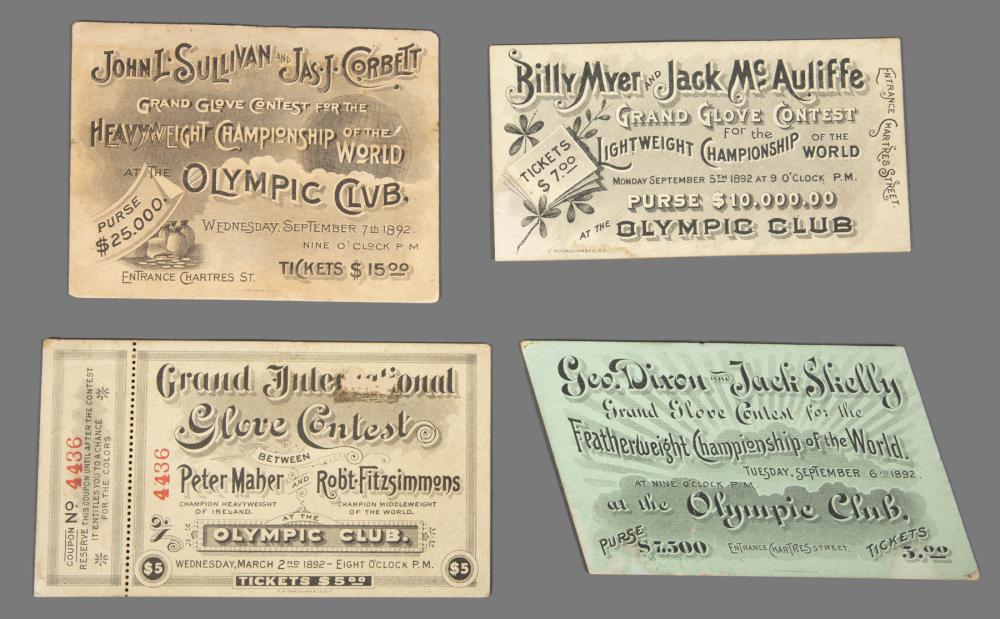 JOHN L. SULLIVAN AND JAS. J. CORBETT
GRAND GLOVE CONTEST FOR THE
HEAVYWEIGHT CHAMPIONSHIP OF THE
WORLD
AT THE OLYMPIC CLUB.
PURSE
$25,000.
WEDNESDAY, SEPTEMBER 7TH 1892.
NINE O'CLOCK P.M.
TICKETS $15 00
ENTRANCE CHARTRES ST.
BILLY MYER AND JACK McAULIFFE
GRAND GLOVE CONTEST
FOR the
LIGHTWEIGHT CHAMPIONSHIP OF THE WORLD
TICKETS
$7.00
MONDAY SEPTEMBER 5TH 1892 AT 9 O'CLOCK P.M.
PURSE $10,000.00
AT THE OLYMPIC CLUB
ENTRANCE CHARTRES STREET.
COUPON No 4436
RESERVE THIS COUPON UNTIL AFTER THE CONTEST
IT ENTITLES YOU TO A CHANCE
FOR THE COLORS
4436
Grand International
Glove Contest
BETWEEN
Peter Maher AND Robt. Fitzsimmons
CHAMPION HEAVYWEIGHT
OF IRELAND.
CHAMPION MIDDLEWEIGHT
OF THE WORLD.
AT THE
OLYMPIC CLUB.
WEDNESDAY, MARCH 2ND 1892 – EIGHT O'CLOCK P.M.
$5 TICKETS $5 00 $5
Geo. Dixon and Jack Skelly
Grand Glove Contest for the
Featherweight Championship of the World.
TUESDAY, SEPTEMBER 6TH 1892.
AT NINE O'CLOCK P.M.
at the Olympic Club.
PURSE
$7,500
ENTRANCE CHARTRES STREET.
TICKETS
5.00